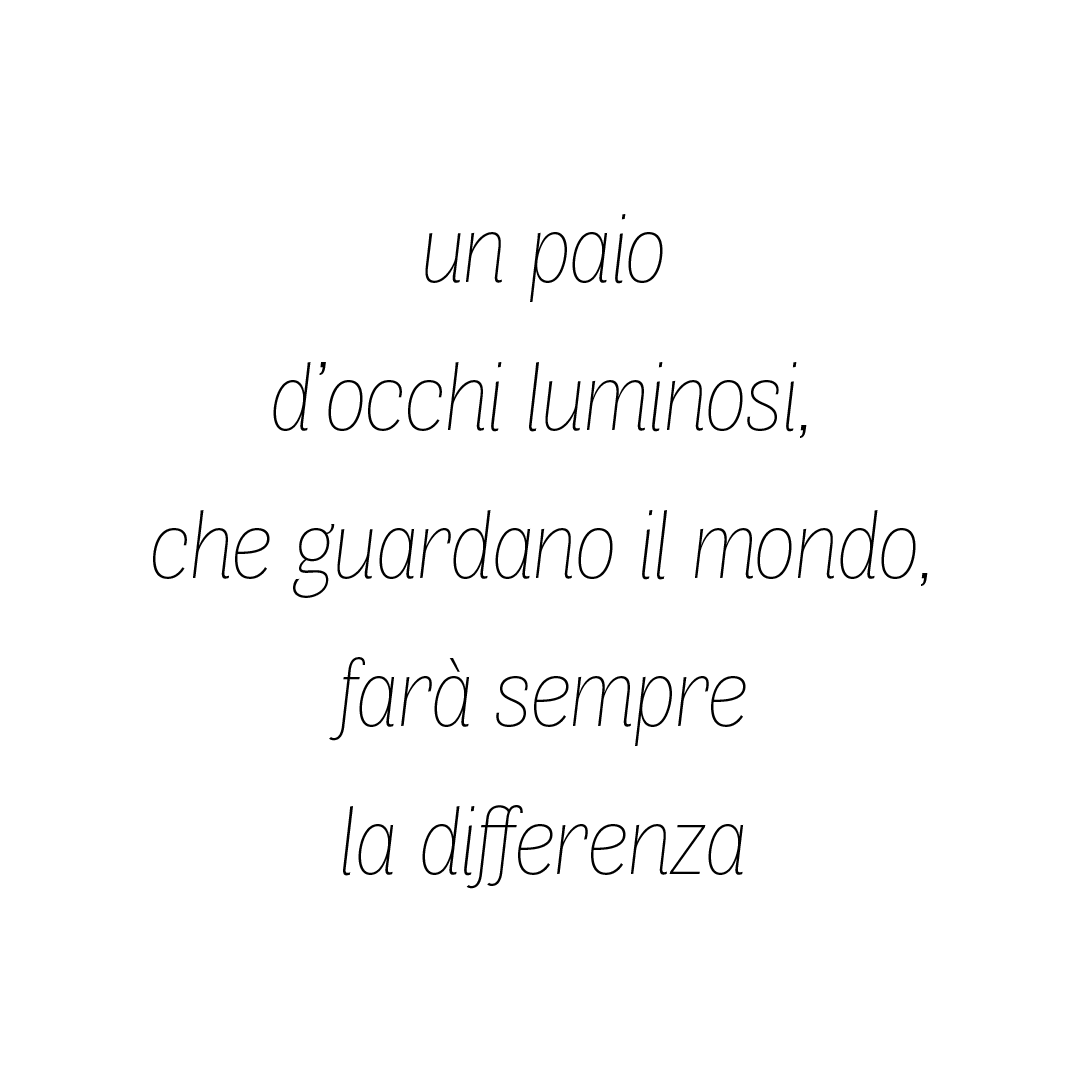 un paio
d’occhi luminosi,
che guardano il mondo,
farà sempre
la differenza